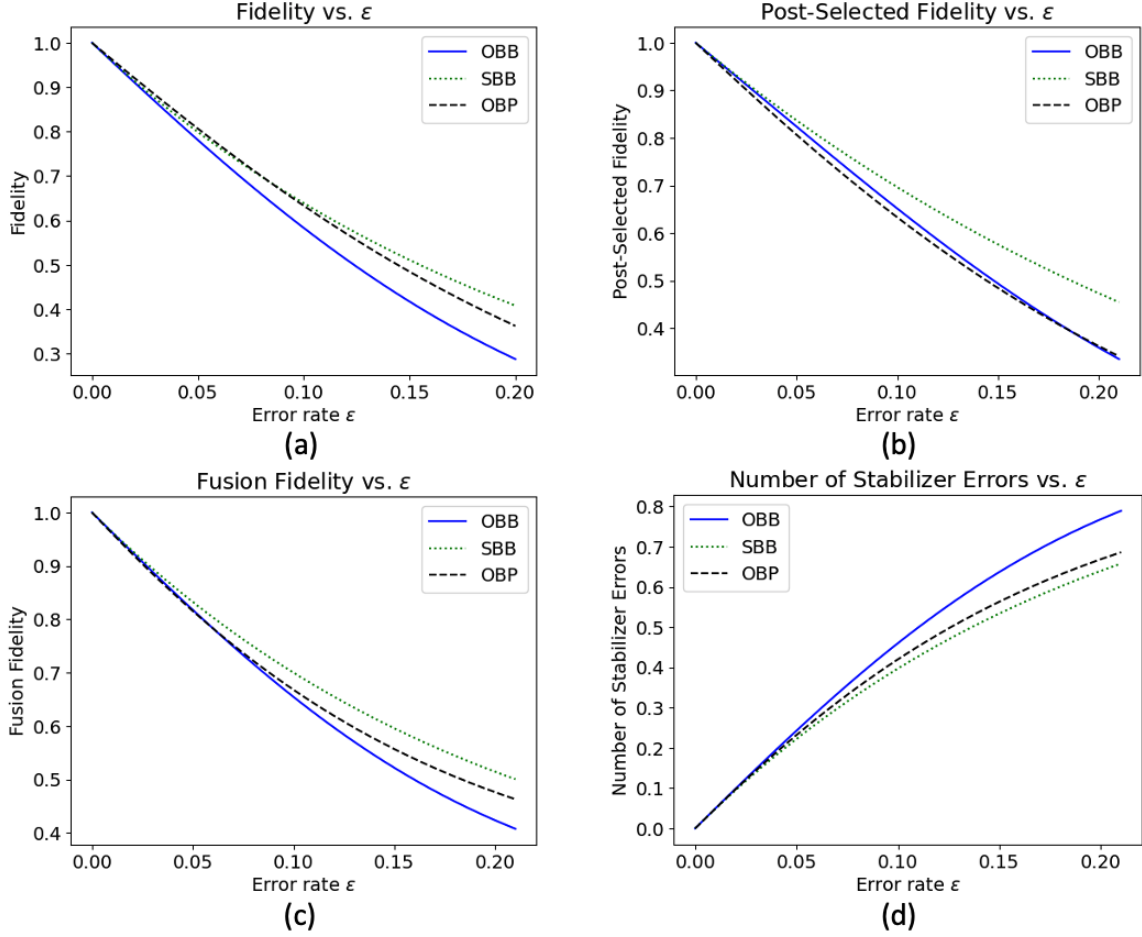 Fidelity vs. ε
1.0
0.9
0.8
0.7
0.6
0.5
0.4
0.3
Fidelity
OBB
SBB
OBP
0.00
0.05
0.10
0.15
0.20
Error rate ε
(a)
Post-Selected Fidelity vs. ε
1.0
0.9
0.8
0.7
0.6
0.5
0.4
Post-Selected Fidelity
OBB
SBB
OBP
0.00
0.05
0.10
0.15
0.20
Error rate ε
(b)
Fusion Fidelity vs. ε
1.0
0.9
0.8
0.7
0.6
0.5
0.4
Fusion Fidelity
OBB
SBB
OBP
0.00
0.05
0.10
0.15
0.20
Error rate ε
(c)
Number of Stabilizer Errors vs. ε
0.8
0.7
0.6
0.5
0.4
0.3
0.2
0.1
0.0
Number of Stabilizer Errors
OBB
SBB
OBP
0.00
0.05
0.10
0.15
0.20
Error rate ε
(d)